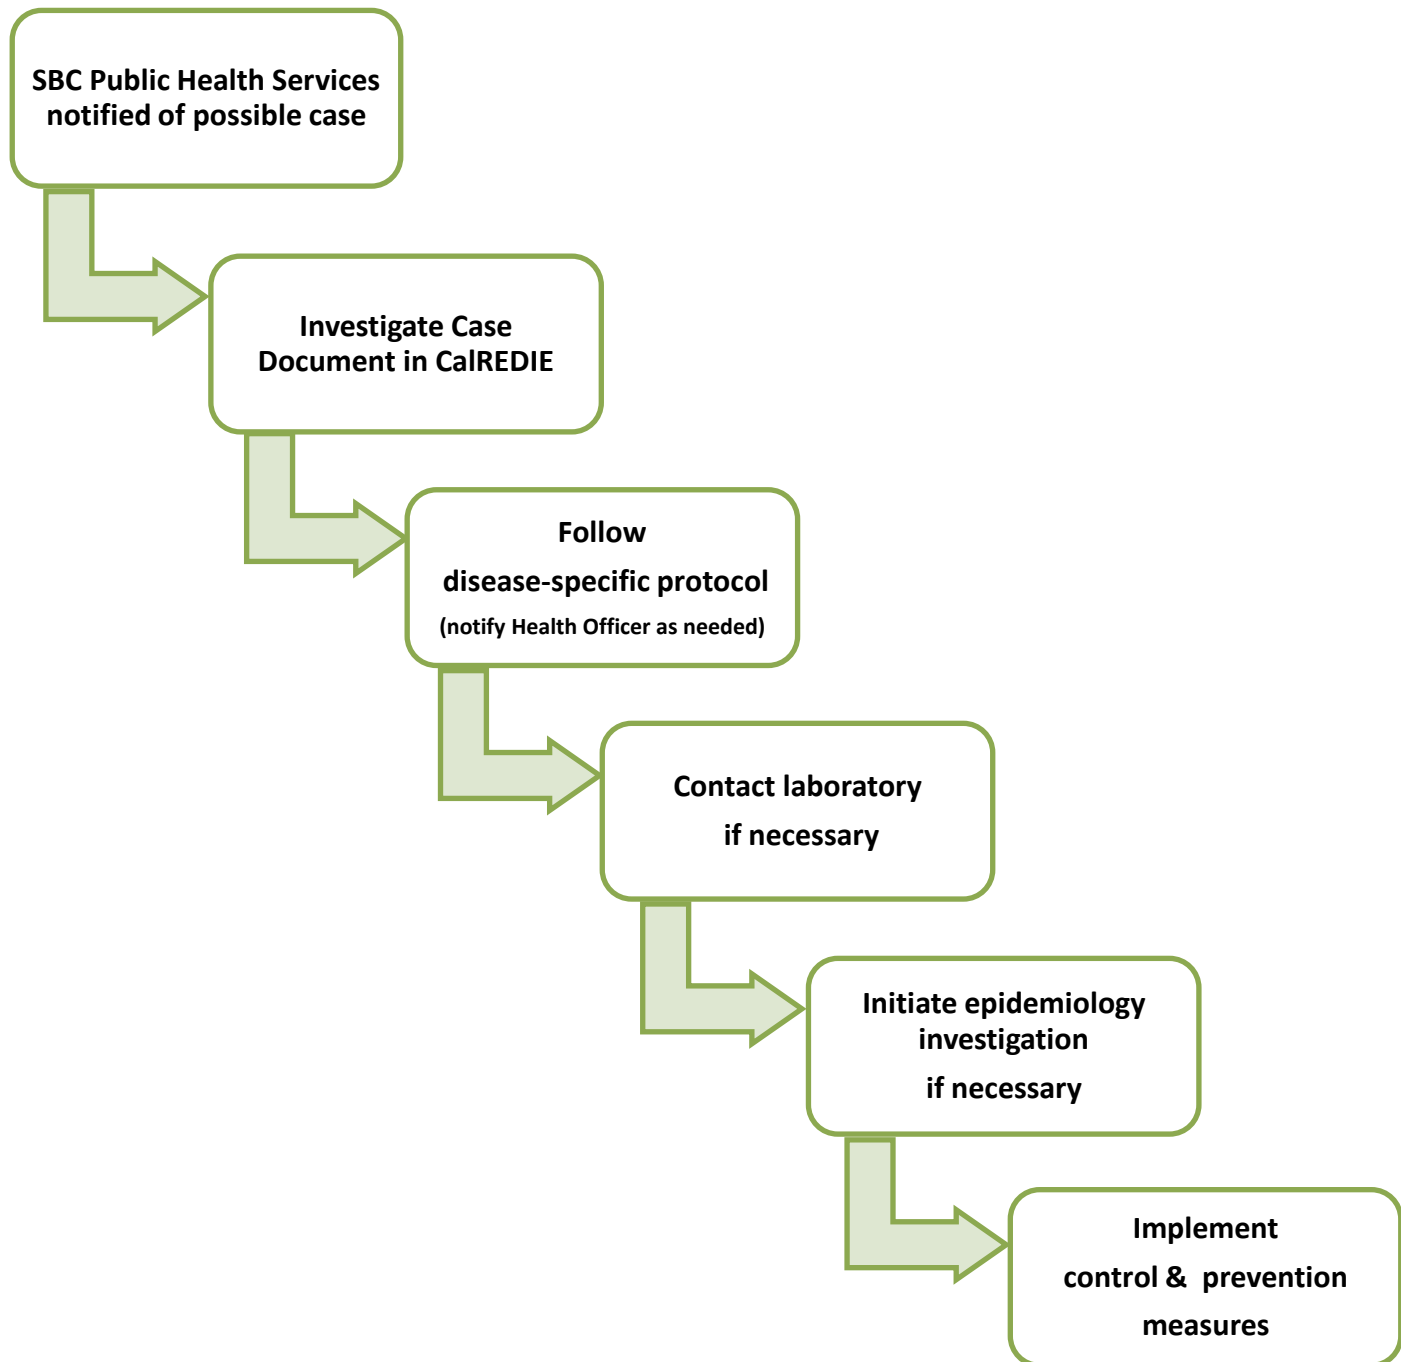 SBC Public Health Services
notified of possible case
Investigate Case
Document in CalREDIE
Follow
disease-specific protocol
(notify Health Officer as needed)
Contact laboratory
if necessary
Initiate epidemiology
investigation
if necessary
Implement
control & prevention
measures